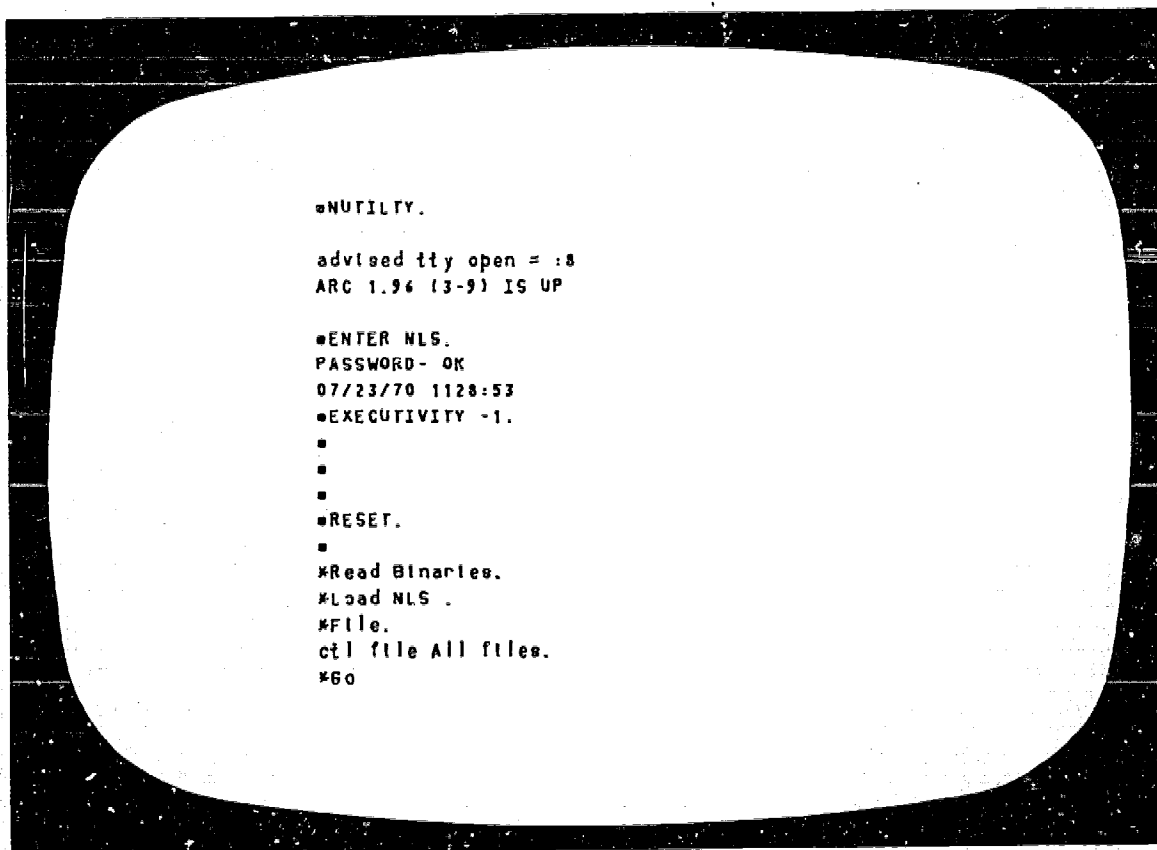 ■NUTILTY.
advised tty open = :8
ARC 1.96 (3-9) IS UP
■ENTER NLS.
PASSWORD- OK
07/23/70 1128:53
■EXECUTIVITY -1.
■
■
■
■RESET.
■
*Read Binaries.
*Load NLS .
*File.
ctl file All files.
*Go